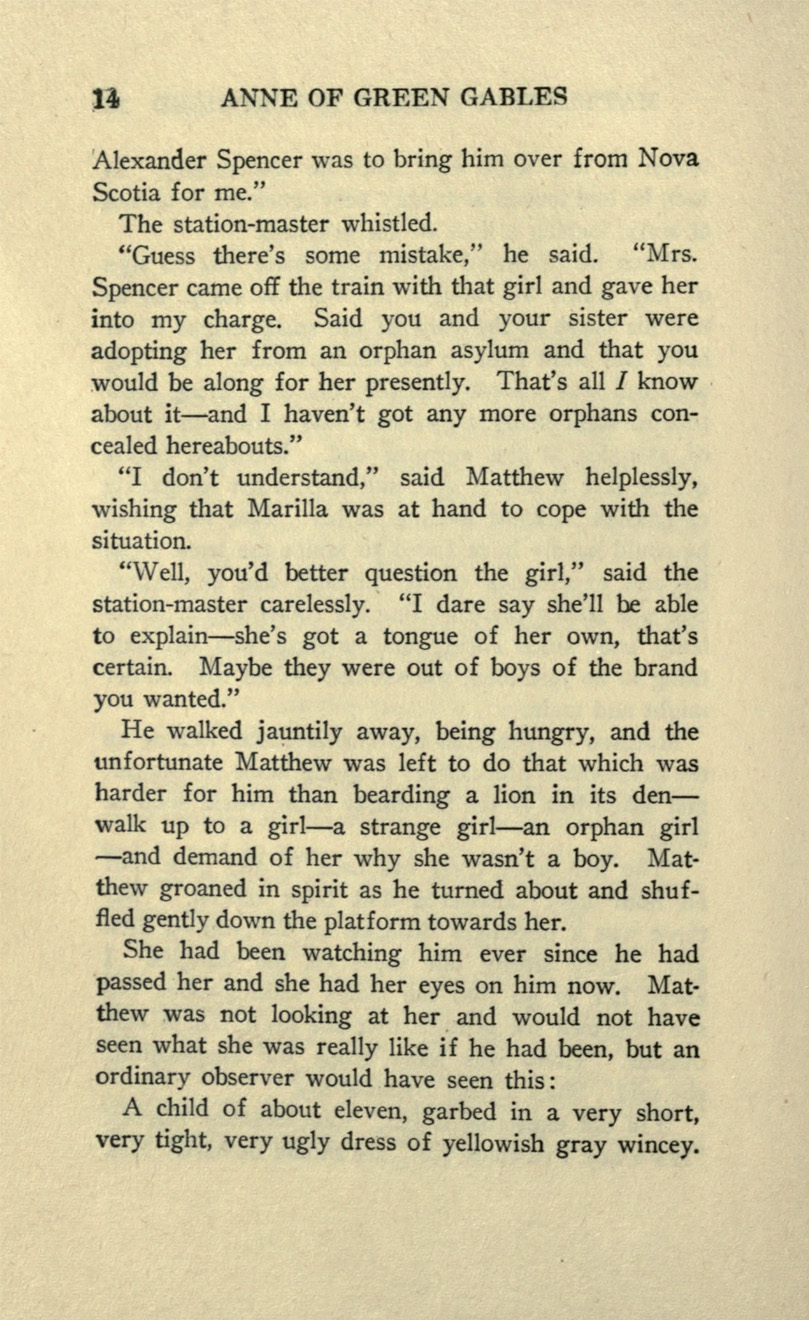 14 ANNE OF GREEN GABLES
Alexander Spencer was to bring him over from Nova
Scotia for me.”
The station-master whistled.
“Guess there’s some mistake,” he said. “Mrs.
Spencer came off the train with that girl and gave her
into my charge. Said you and your sister were
adopting her from an orphan asylum and that you
would be along for her presently. That’s all I know
about it—and I haven’t got any more orphans con-
cealed hereabouts.”
“I don’t understand,” said Matthew helplessly,
wishing that Marilla was at hand to cope with the
situation.
“Well, you’d better question the girl,” said the
station-master carelessly. “I dare say she’ll be able
to explain—she’s got a tongue of her own, that’s
certain. Maybe they were out of boys of the brand
you wanted.”
He walked jauntily away, being hungry, and the
unfortunate Matthew was left to do that which was
harder for him than bearding a lion in its den—
walk up to a girl—a strange girl—an orphan girl
—and demand of her why she wasn’t a boy. Mat-
thew groaned in spirit as he turned about and shuf-
fled gently down the platform towards her.
She had been watching him ever since he had
passed her and she had her eyes on him now. Mat-
thew was not looking at her and would not have
seen what she was really like if he had been, but an
ordinary observer would have seen this:
A child of about eleven, garbed in a very short,
very tight, very ugly dress of yellowish gray wincey.